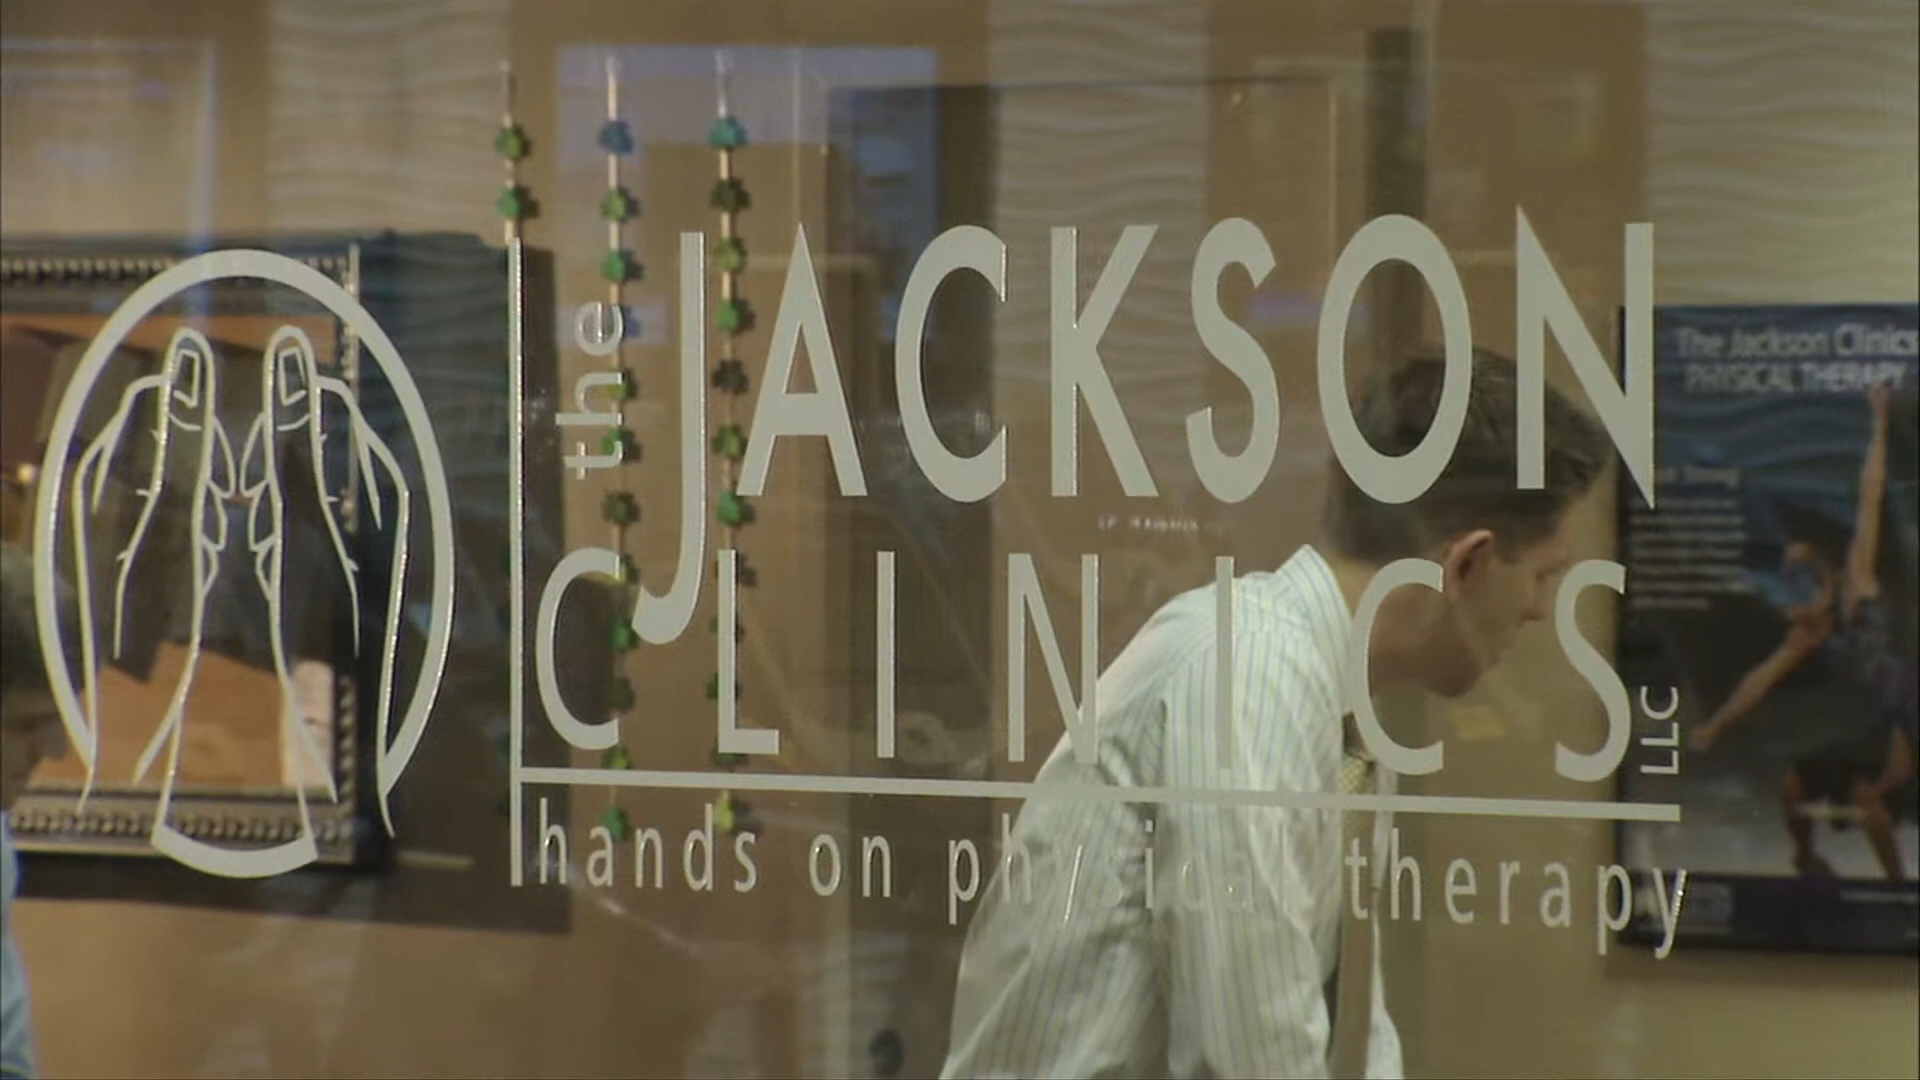 the JACKSON
CLINICS LLC
hands on physical therapy
The Jackson Clinics
PHYSICAL THERAPY